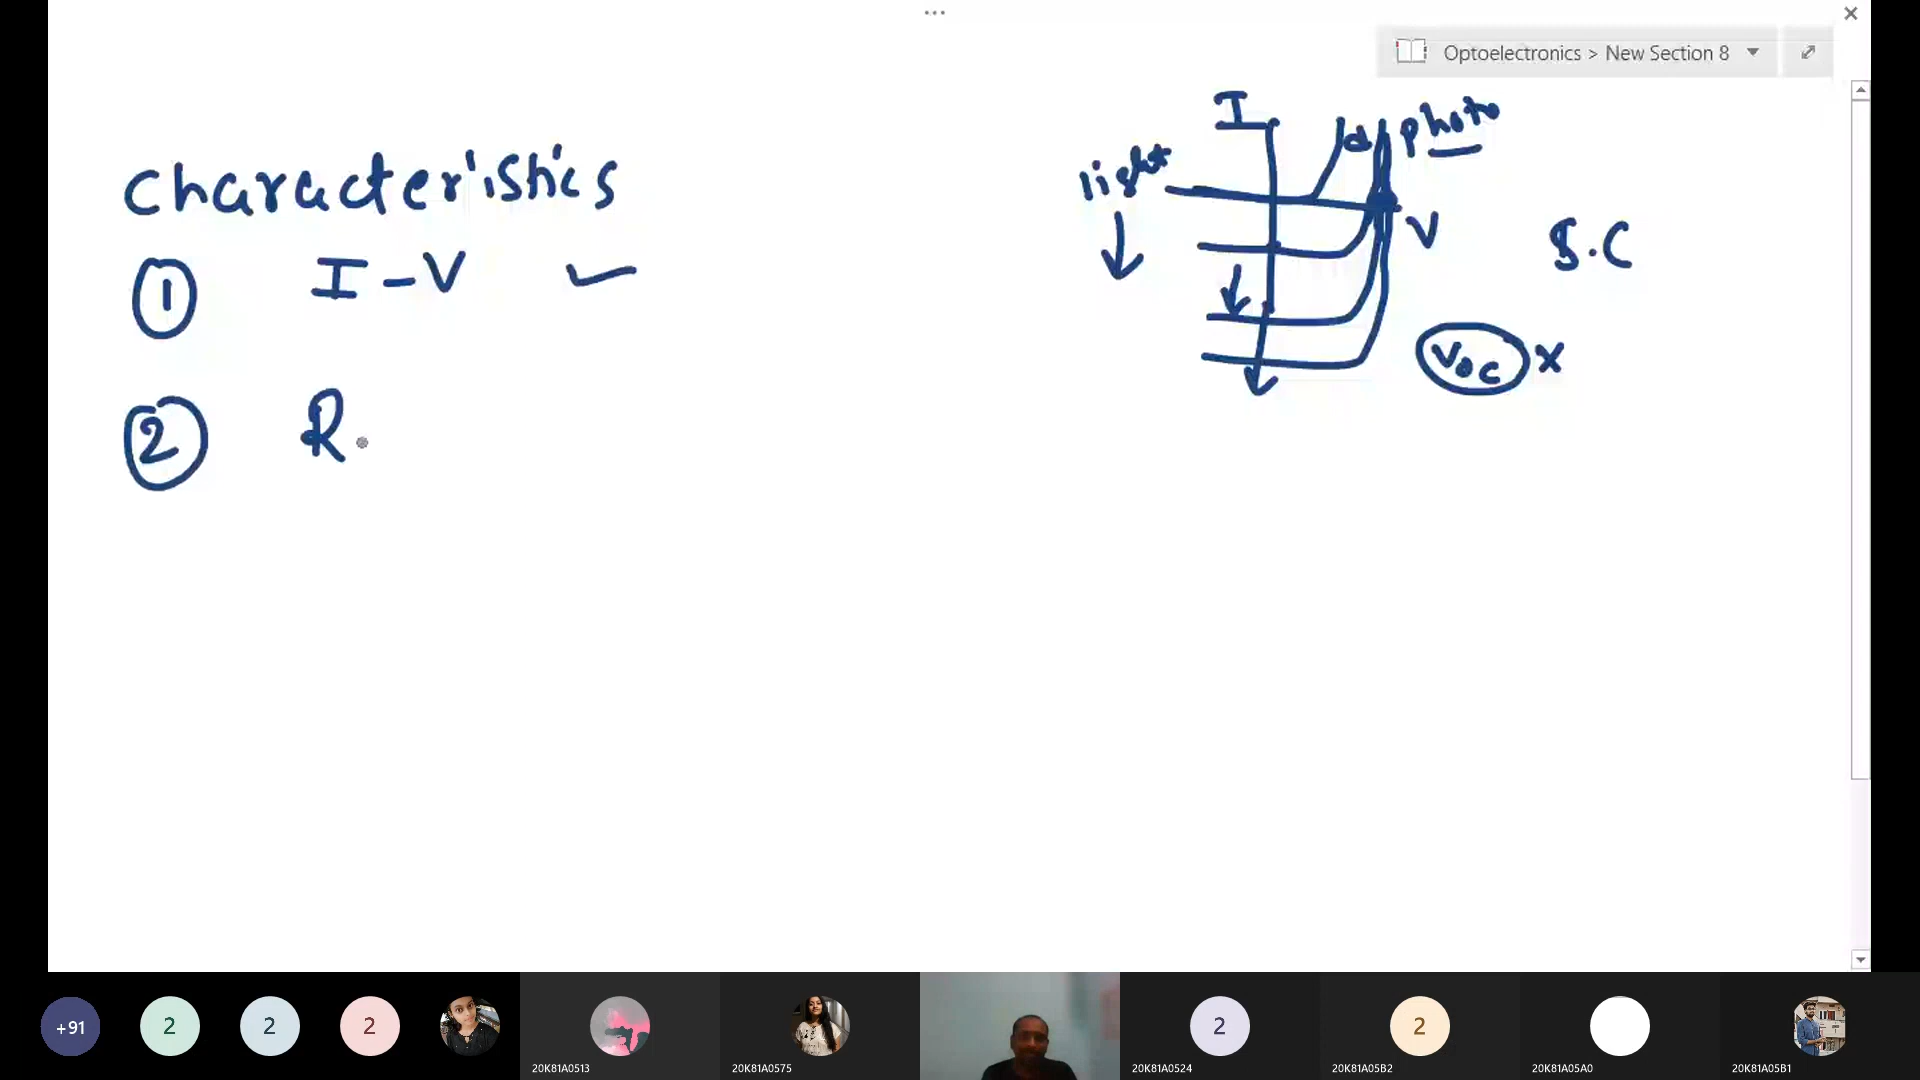 Optoelectronics > New Section 8
Characteristics
① I-V
② R
I
photo
light
V
S.C
Voc x
+91
2
2
2
20K81A0513
20K81A0575
2
20K81A0524
2
20K81A05B2
20K81A05A0
20K81A05B1